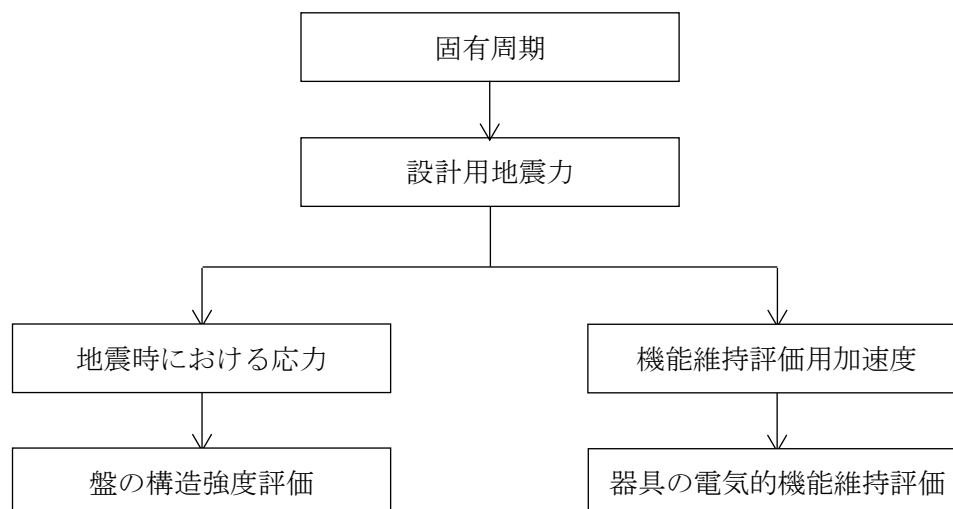 固有周期
設計用地震力
地震時における応力
機能維持評価用加速度
盤の構造強度評価
器具の電気的機能維持評価